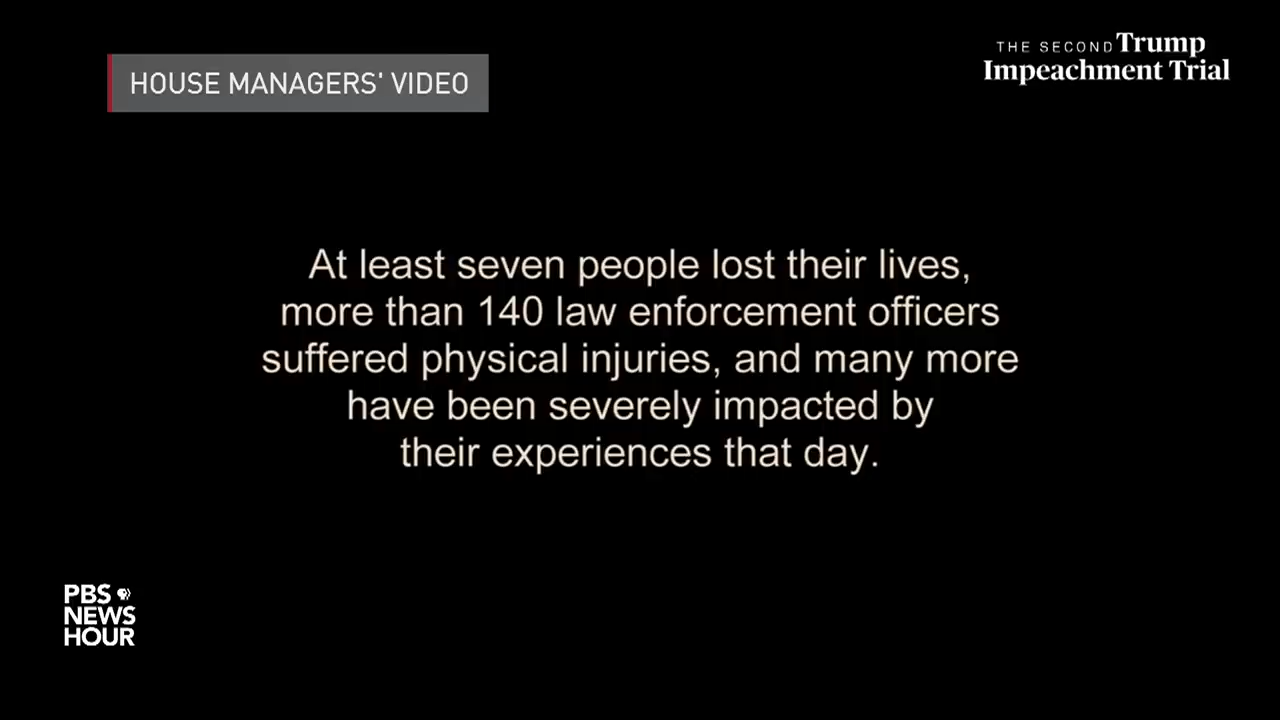 HOUSE MANAGERS' VIDEO
THE SECOND Trump
Impeachment Trial
At least seven people lost their lives,
more than 140 law enforcement officers
suffered physical injuries, and many more
have been severely impacted by
their experiences that day.
PBS
NEWS
HOUR